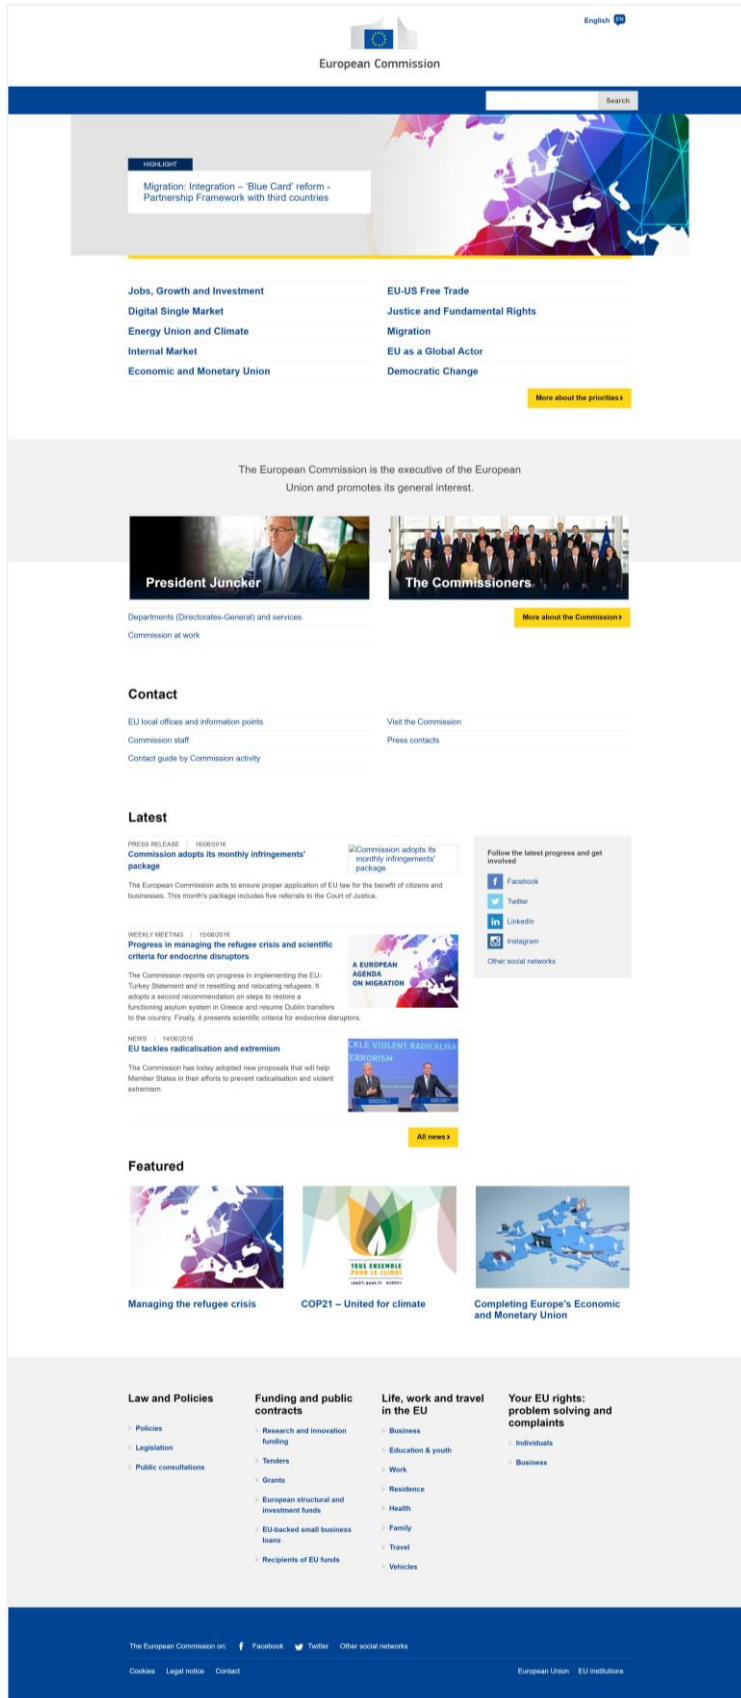 English EN
European Commission
Search
HIGHLIGHT
Migration: Integration – 'Blue Card' reform -
Partnership Framework with third countries
Jobs, Growth and Investment
Digital Single Market
Energy Union and Climate
Internal Market
Economic and Monetary Union
EU-US Free Trade
Justice and Fundamental Rights
Migration
EU as a Global Actor
Democratic Change
More about the priorities
The European Commission is the executive of the European
Union and promotes its general interest.
President Juncker
The Commissioners
Departments (Directorates-General) and services
Commission at work
More about the Commission
Contact
EU local offices and information points
Commission staff
Contact guide by Commission activity
Visit the Commission
Press contacts
Latest
PRESS RELEASE | 16/06/2016
Commission adopts its monthly infringements'
package
Commission adopts its
monthly infringements'
package
The European Commission acts to ensure proper application of EU law for the benefit of citizens and
businesses. This month's package includes five referrals to the Court of Justice.
WEEKLY MEETING | 15/06/2016
Progress in managing the refugee crisis and scientific
criteria for endocrine disruptors
The Commission reports on progress in implementing the EU-
Turkey Statement and in resettling and relocating refugees. It
adopts a second recommendation on steps to restore a
functioning asylum system in Greece and resume Dublin transfers
to the country. Finally, it presents scientific criteria for endocrine disruptors.
A EUROPEAN
AGENDA
ON MIGRATION
NEWS | 14/06/2016
EU tackles radicalisation and extremism
The Commission has today adopted new proposals that will help
Member States in their efforts to prevent radicalisation and violent
extremism.
CKLE VIOLENT RADICALISA
ERRORISM
All news
Follow the latest progress and get
involved
Facebook
Twitter
LinkedIn
Instagram
Other social networks
Featured
TOUS ENSEMBLE
POUR LE CLIMAT
Managing the refugee crisis
COP21 – United for climate
Completing Europe's Economic
and Monetary Union
Law and Policies
Policies
Legislation
Public consultations
Funding and public
contracts
Research and innovation
funding
Tenders
Grants
European structural and
investment funds
EU-backed small business
loans
Recipients of EU funds
Life, work and travel
in the EU
Business
Education & youth
Work
Residence
Health
Family
Travel
Vehicles
Your EU rights:
problem solving and
complaints
Individuals
Business
The European Commission on: Facebook Twitter Other social networks
Cookies Legal notice Contact
European Union EU institutions